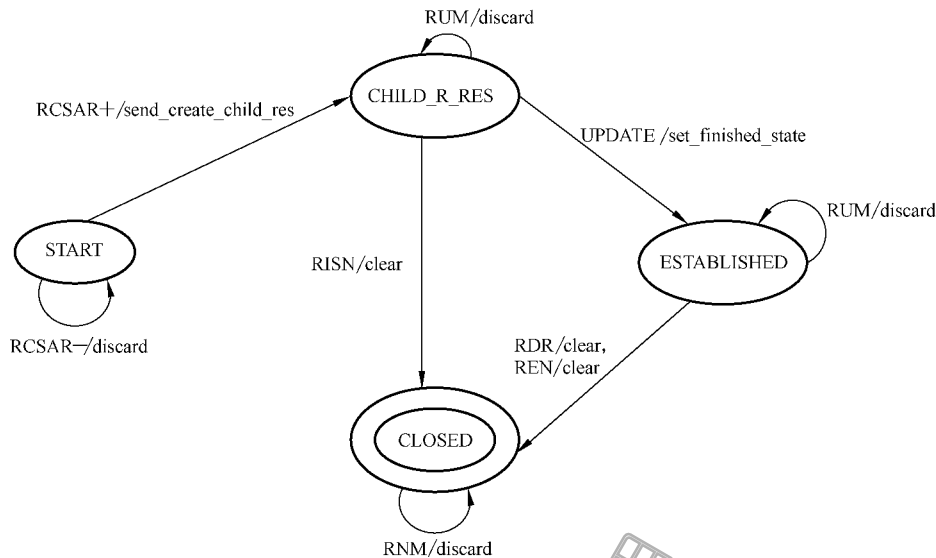 RUM/discard
CHILD_R_RES
RCSAR+/send_create_child_res
UPDATE /set_finished_state
RUM/discard
START
ESTABLISHED
RISN/clear
RCSAR−/discard
RDR/clear,
REN/clear
CLOSED
RNM/discard